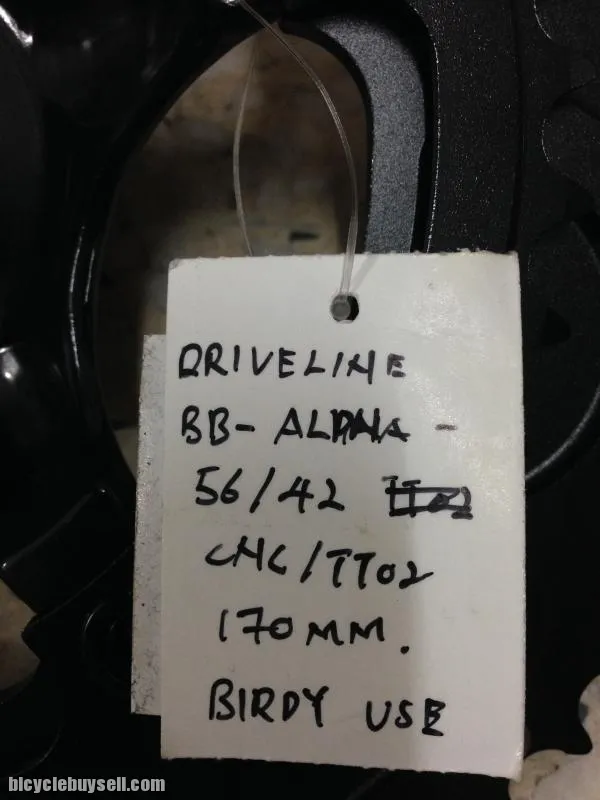 DRIVELINE
BB-ALPHA-
56/42
CNC/TT02
170MM.
BIRDY USE
bicyclebuysell.com